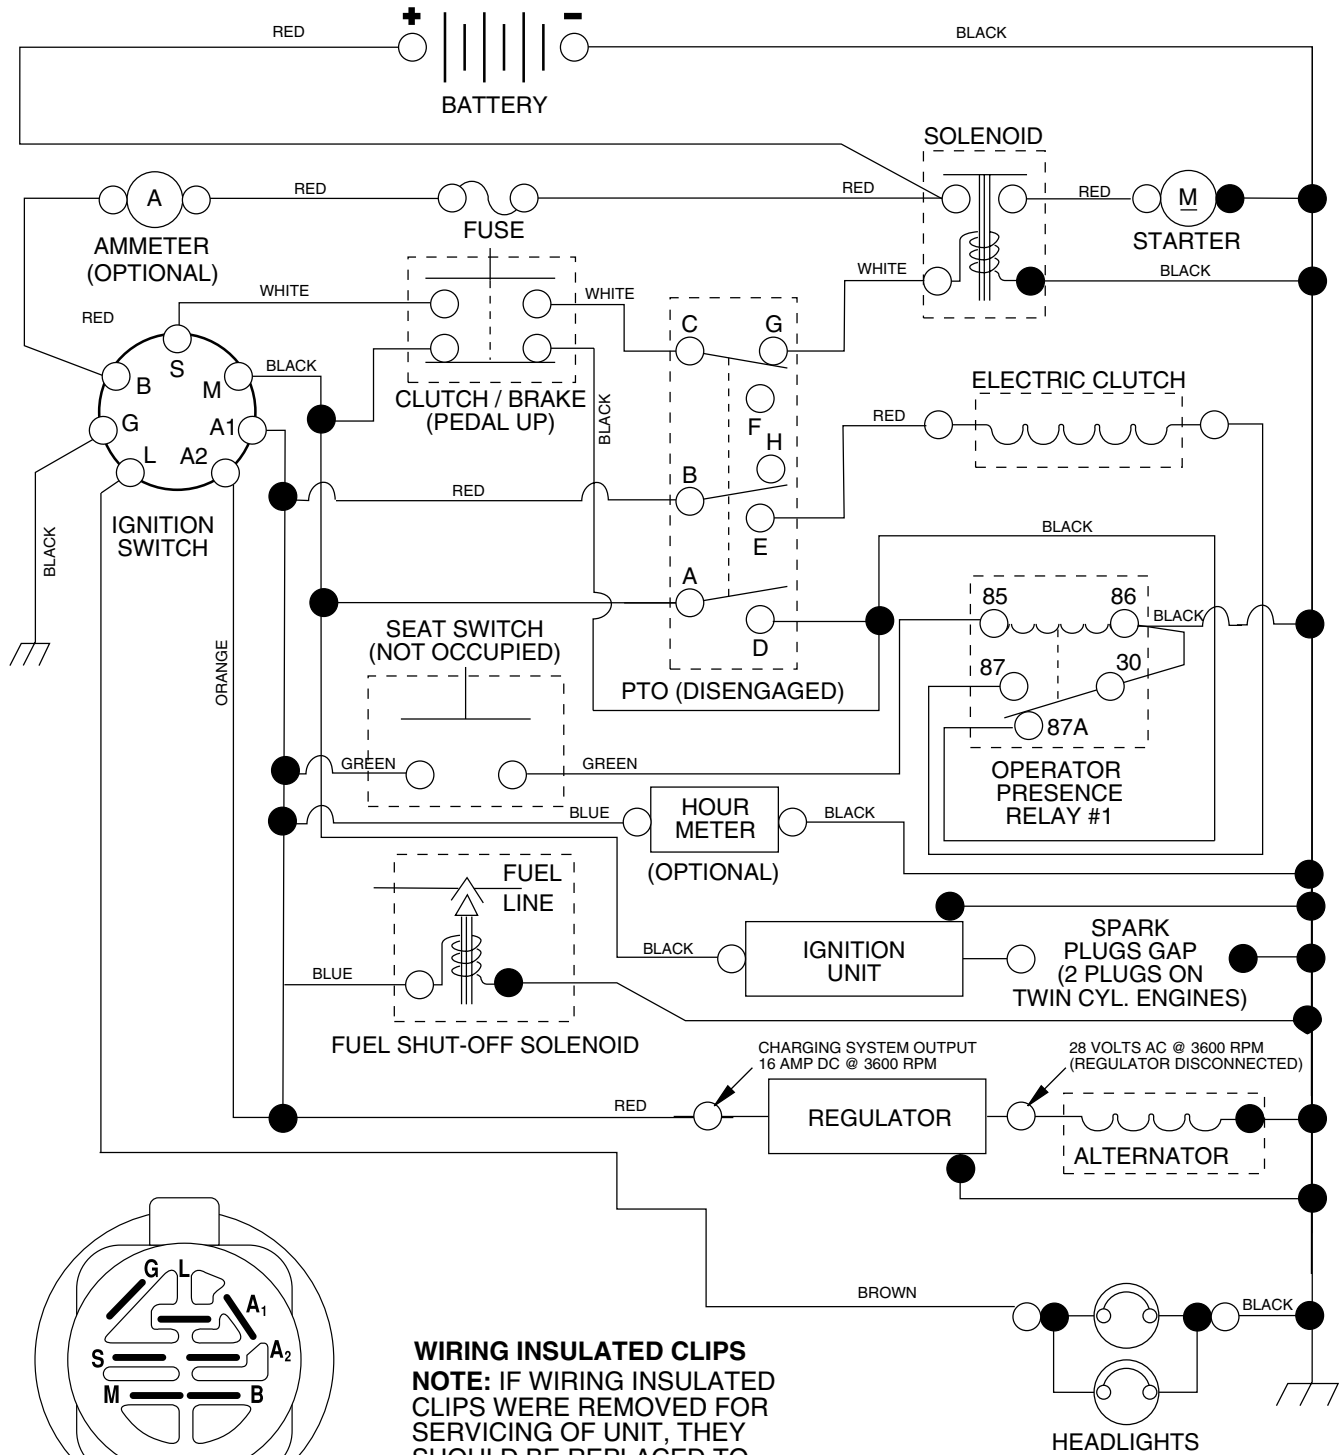 RED
+
−
BLACK
BATTERY
SOLENOID
A
RED
RED
RED
M
FUSE
STARTER
AMMETER
(OPTIONAL)
WHITE
BLACK
WHITE
WHITE
RED
S
B
M
BLACK
G
A1
L
A2
CLUTCH / BRAKE
(PEDAL UP)
BLACK
C
G
F
H
B
E
A
D
ELECTRIC CLUTCH
RED
RED
IGNITION
SWITCH
BLACK
BLACK
ORANGE
SEAT SWITCH
(NOT OCCUPIED)
PTO (DISENGAGED)
85
86
BLACK
87
30
87A
GREEN
GREEN
OPERATOR
PRESENCE
RELAY #1
BLUE
HOUR
METER
BLACK
(OPTIONAL)
FUEL
LINE
BLUE
BLACK
IGNITION
UNIT
SPARK
PLUGS GAP
(2 PLUGS ON
TWIN CYL. ENGINES)
FUEL SHUT-OFF SOLENOID
CHARGING SYSTEM OUTPUT
16 AMP DC @ 3600 RPM
28 VOLTS AC @ 3600 RPM
(REGULATOR DISCONNECTED)
RED
REGULATOR
ALTERNATOR
BROWN
BLACK
HEADLIGHTS
G
L
A1
S
A2
M
B
WIRING INSULATED CLIPS
NOTE: IF WIRING INSULATED
CLIPS WERE REMOVED FOR
SERVICING OF UNIT, THEY
SHOULD BE REPLACED TO